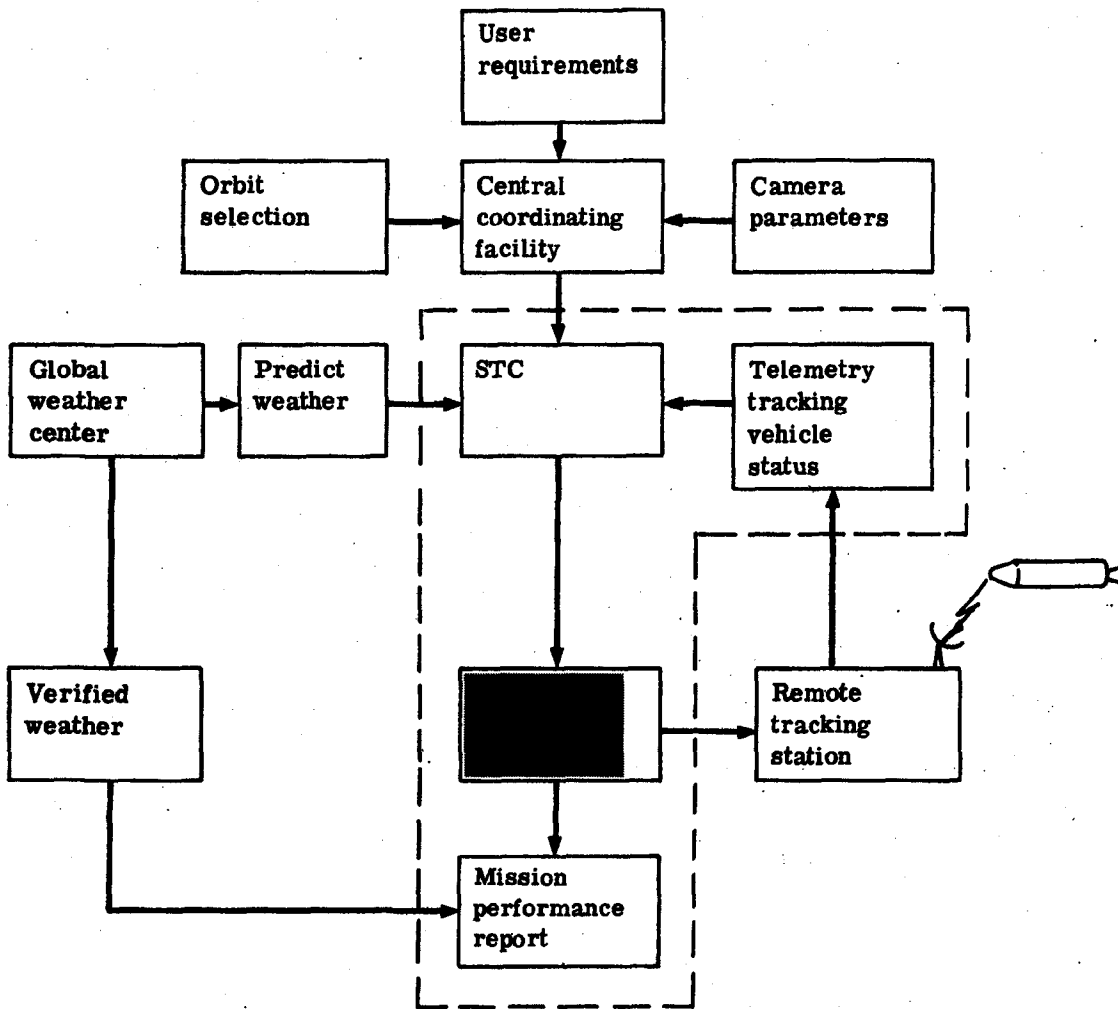 User
requirements
Orbit
selection
Central
coordinating
facility
Camera
parameters
Global
weather
center
Predict
weather
STC
Telemetry
tracking
vehicle
status
Verified
weather
Remote
tracking
station
Mission
performance
report